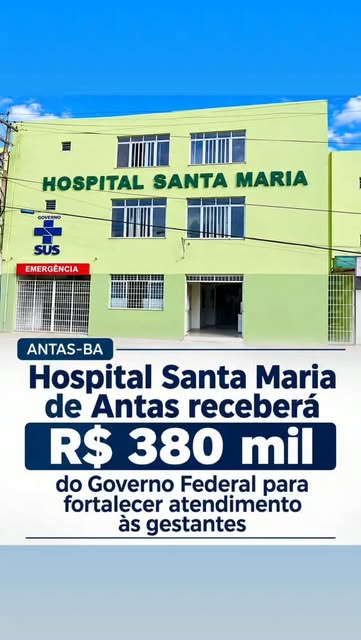 HOSPITAL SANTA MARIA
GOVERNO
SUS
EMERGÊNCIA
ANTAS-BA
Hospital Santa Maria
de Antas receberá
R$ 380 mil
do Governo Federal para
fortalecer atendimento
às gestantes